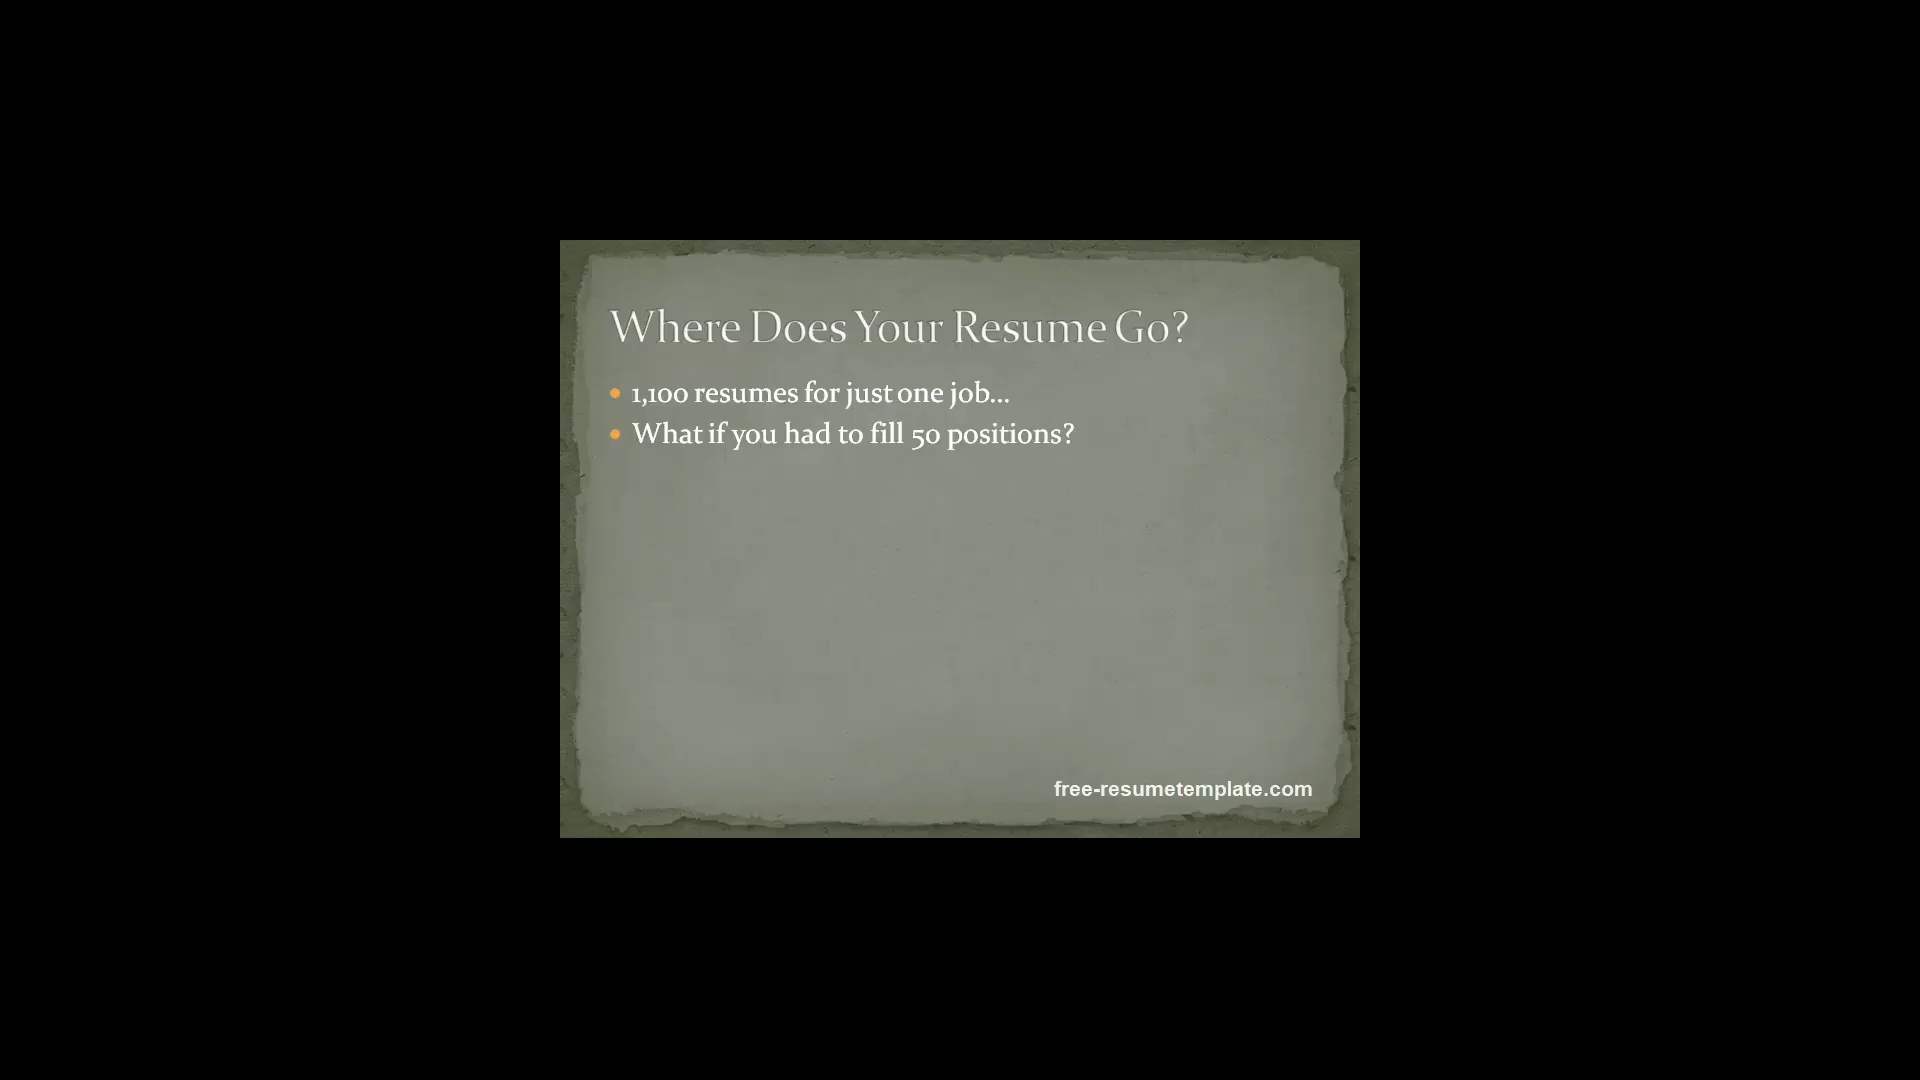 Where Does Your Resume Go?
• 1,100 resumes for just one job...
• What if you had to fill 50 positions?
free-resumetemplate.com